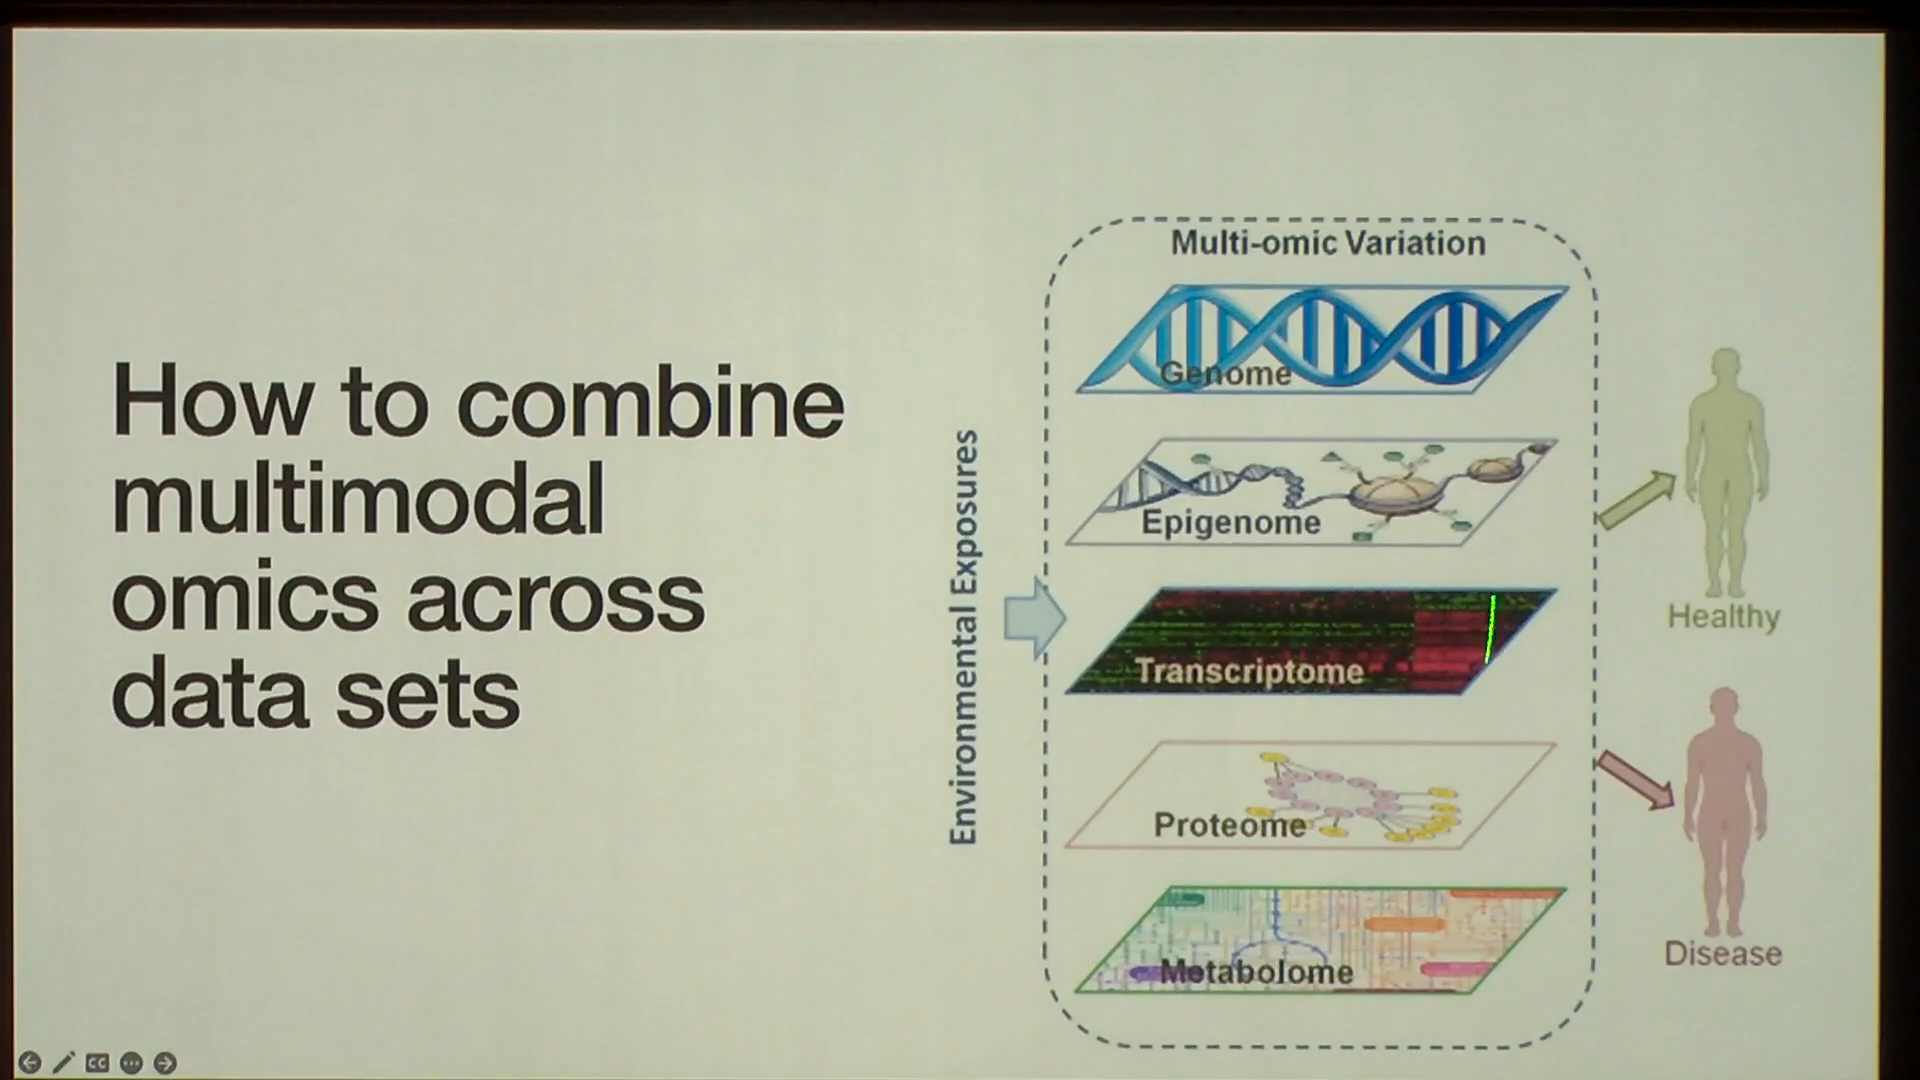 How to combine
multimodal
omics across
data sets
Environmental Exposures
Multi-omic Variation
Genome
Epigenome
Transcriptome
Proteome
Metabolome
Healthy
Disease
CC